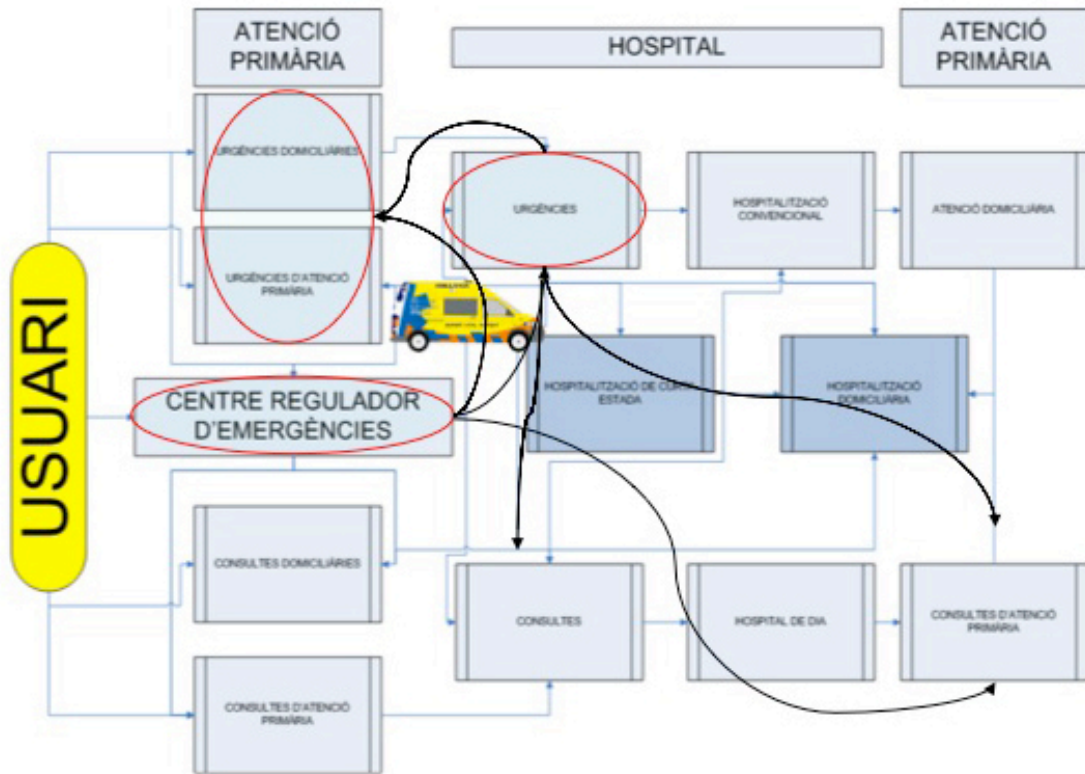 ATENCIÓ
PRIMÀRIA
HOSPITAL
ATENCIÓ
PRIMÀRIA
URGÈNCIES DOMICILIÀRIES
URGÈNCIES
HOSPITALITZACIÓ
CONVENCIONAL
ATENCIÓ DOMICILIÀRIA
URGÈNCIES D'ATENCIÓ
PRIMÀRIA
USUARI
HOSPITALITZACIÓ DE
ESTADA
HOSPITALITZACIÓ
DOMICILIÀRIA
CENTRE REGULADOR
D'EMERGÈNCIES
CONSULTES DOMICILIÀRIES
CONSULTES
HOSPITAL DE DIA
CONSULTES D'ATENCIÓ
PRIMÀRIA
CONSULTES D'ATENCIÓ
PRIMÀRIA